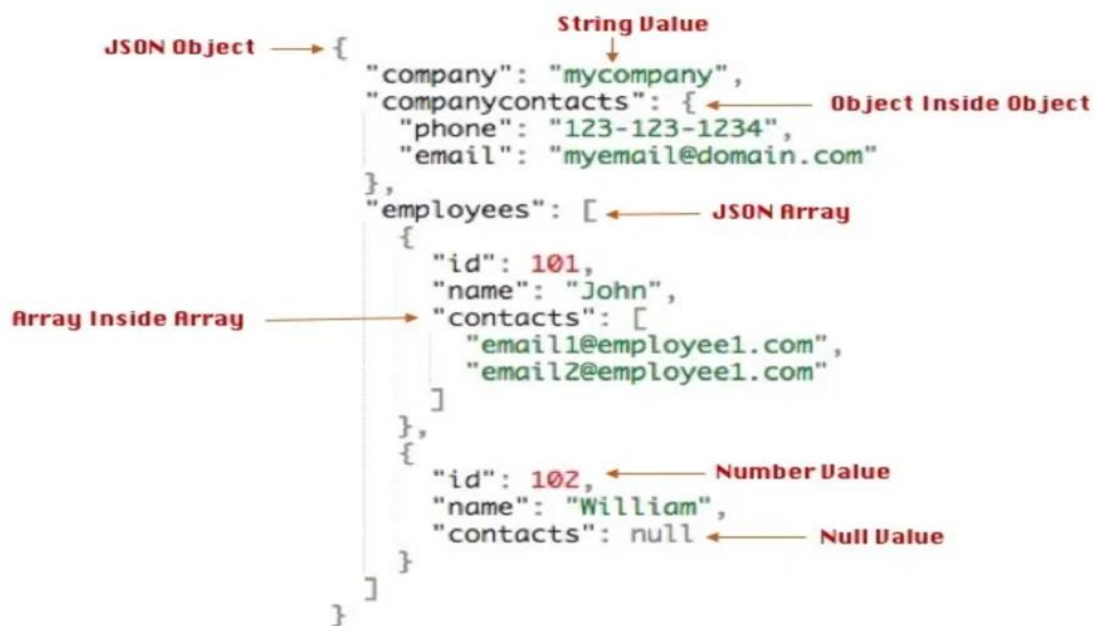 String Value
JSON Object {
"company": "mycompany",
"companycontacts": { Object Inside Object
"phone": "123-123-1234",
"email": "myemail@domain.com"
},
"employees": [ JSON Array
{
"id": 101,
"name": "John",
Array Inside Array "contacts": [
"email1@employee1.com",
"email2@employee1.com"
]
},
{
"id": 102, Number Value
"name": "William",
"contacts": null Null Value
}
]
}